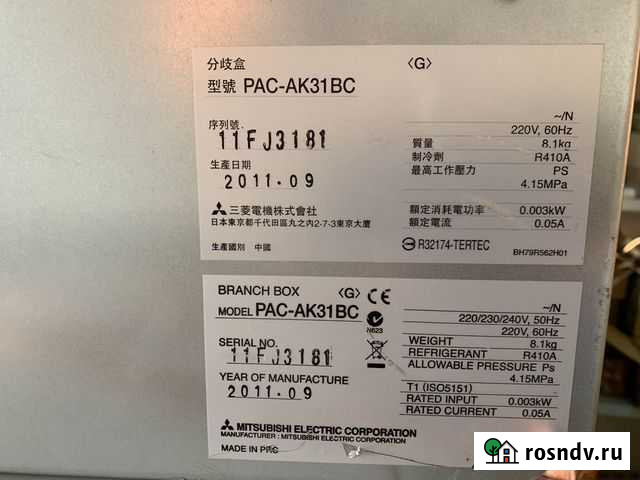 分歧盒 〈G〉
型號 PAC-AK31BC
~/N
220V, 60Hz
序列號. 11FJ3181
質量 8.1kg
制冷劑 R410A
最高工作壓力 PS
4.15MPa
生產日期
2011.09
額定消耗電功率 0.003kW
額定電流 0.05A
三菱電機株式會社
日本東京都千代田區丸之內2-7-3東京大廈
生產國別 中國
R32174-TERTEC
BH79R562H01
BRANCH BOX 〈G〉 CE
MODEL PAC-AK31BC
N623
~/N
220/230/240V, 50Hz
220V, 60Hz
WEIGHT 8.1kg
REFRIGERANT R410A
ALLOWABLE PRESSURE Ps
4.15MPa
T1 (ISO5151)
RATED INPUT 0.003kW
RATED CURRENT 0.05A
SERIAL NO.
11FJ3181
YEAR OF MANUFACTURE
2011.09
MITSUBISHI ELECTRIC CORPORATION
MANUFACTURER : MITSUBISHI ELECTRIC CORPORATION
MADE IN PRC
rosndv.ru